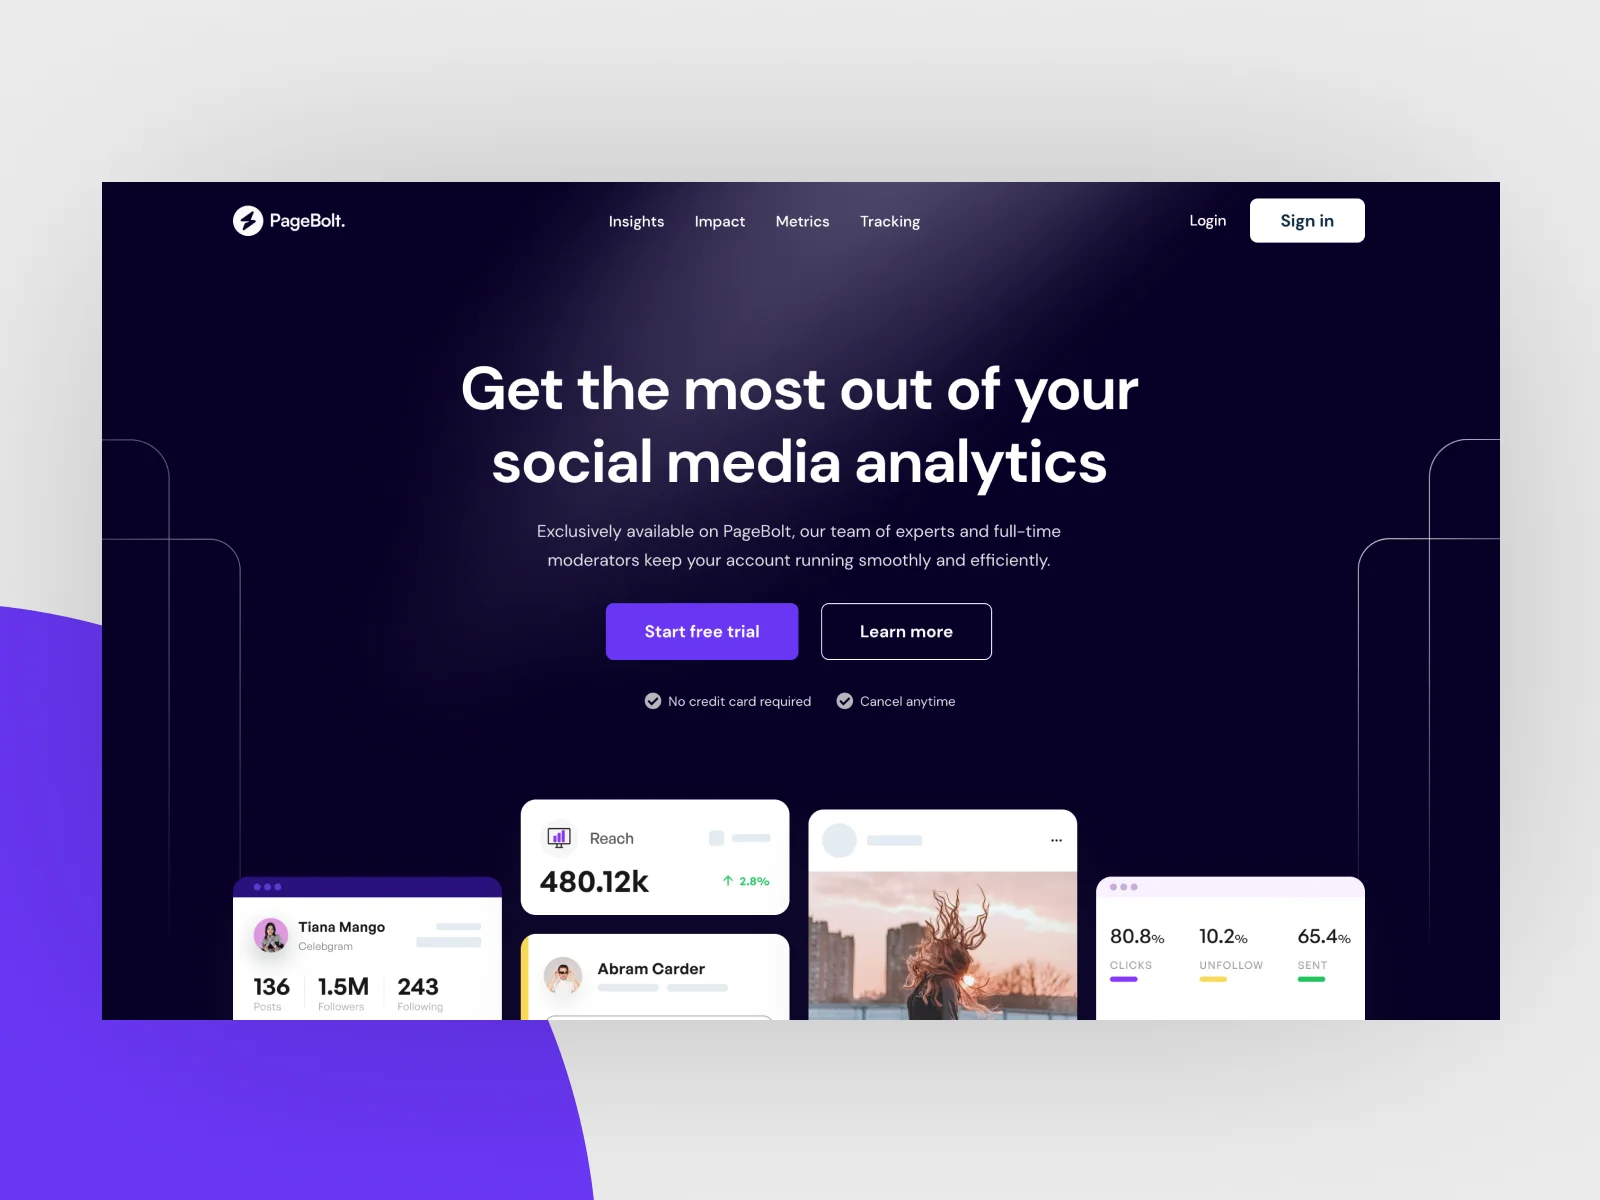 PageBolt.
Insights
Impact
Metrics
Tracking
Login
Sign in
Get the most out of your
social media analytics
Exclusively available on PageBolt, our team of experts and full-time
moderators keep your account running smoothly and efficiently.
Start free trial
Learn more
No credit card required
Cancel anytime
Tiana Mango
Celebgram
136
Posts
1.5M
Followers
243
Following
Reach
480.12k
2.8%
Abram Carder
80.8%
CLICKS
10.2%
UNFOLLOW
65.4%
SENT